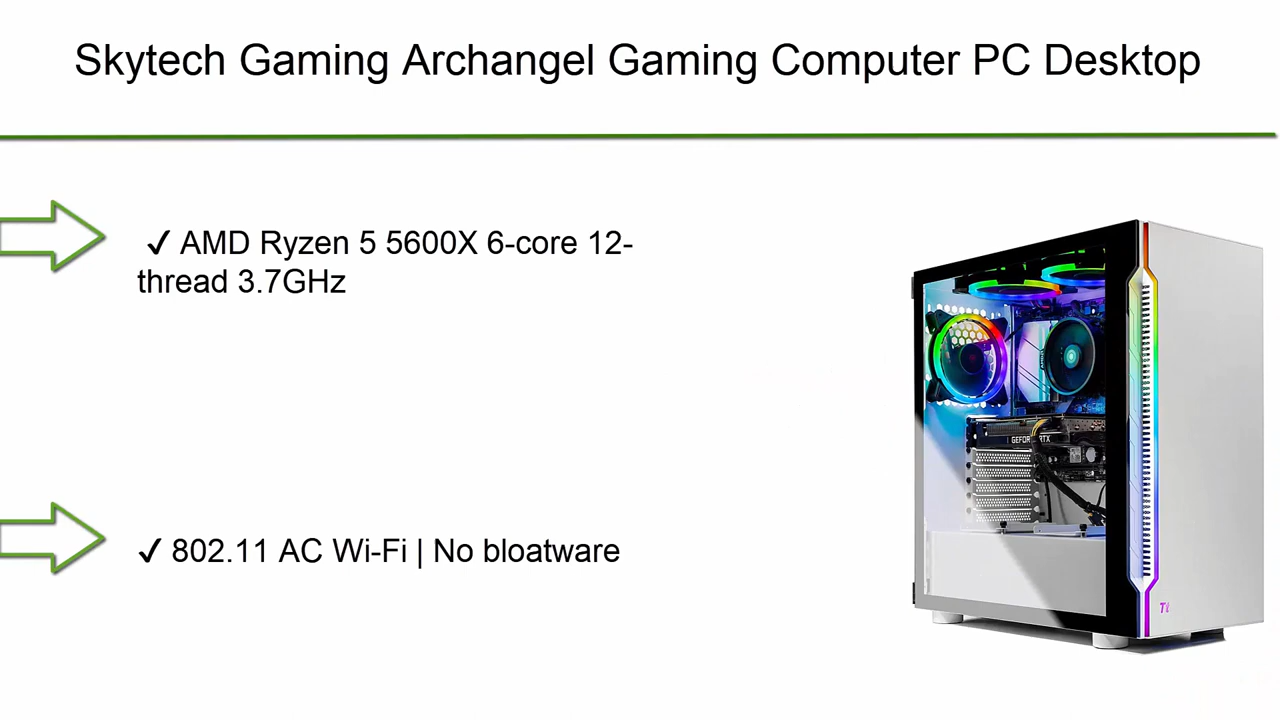 Skytech Gaming Archangel Gaming Computer PC Desktop
✔ AMD Ryzen 5 5600X 6-core 12-
thread 3.7GHz
GEFORCE RTX
✔ 802.11 AC Wi-Fi | No bloatware
Tt